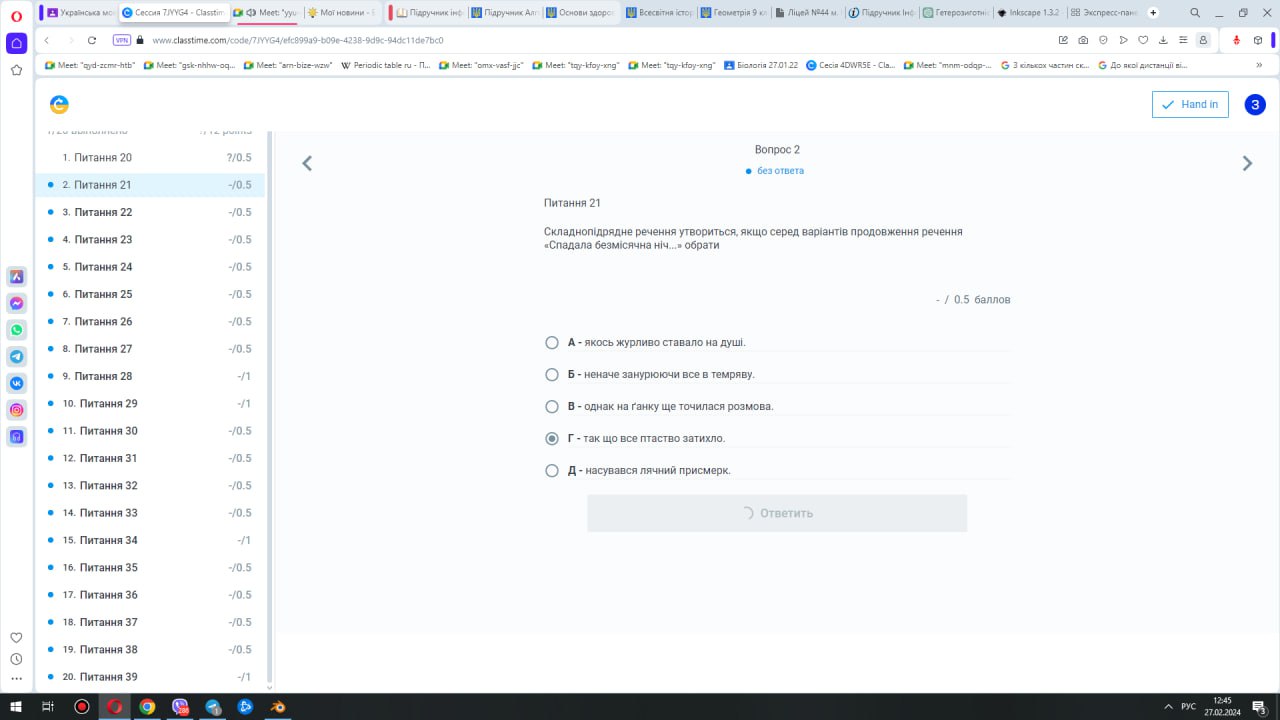 Українська мо
Сессия 7JYYG4 - Classtim
Meet: "yyu
Мої новини - Е
Підручник інф
Підручник Алг
Основи здоро
Всесвітня істо
Геометрія 9 кл
Ліцей №44 о
Підручник Інф
Гетеразиготні
Inkscape 1.3.2
Экспресс-пане
VPN
www.classtime.com/code/7JYYG4/efc899a9-b09e-4238-9d9c-94dc11de7bc0
Meet: "qyd-zcmr-htb"
Meet: "gsk-nhhw-oq...
Meet: "arn-bize-wzw"
Periodic table ru - П...
Meet: "omx-vasf-jjc"
Meet: "tqy-kfoy-xng"
Meet: "tqy-kfoy-xng"
Біологія 27.01.22
Сесія 4DWR5E - Cla...
Meet: "mnm-odqp-...
З кількох частин ск...
До якої дистанції ві...
»
Hand in
З
1. Питання 20 ?/0.5
2. Питання 21 -/0.5
3. Питання 22 -/0.5
4. Питання 23 -/0.5
5. Питання 24 -/0.5
6. Питання 25 -/0.5
7. Питання 26 -/0.5
8. Питання 27 -/0.5
9. Питання 28 -/1
10. Питання 29 -/1
11. Питання 30 -/0.5
12. Питання 31 -/0.5
13. Питання 32 -/0.5
14. Питання 33 -/0.5
15. Питання 34 -/1
16. Питання 35 -/0.5
17. Питання 36 -/0.5
18. Питання 37 -/0.5
19. Питання 38 -/0.5
20. Питання 39 -/1
Вопрос 2
без ответа
Питання 21
Складнопідрядне речення утвориться, якщо серед варіантів продовження речення
«Спадала безмісячна ніч...» обрати
- / 0.5 баллов
А - якось журливо ставало на душі.
Б - неначе занурюючи все в темряву.
В - однак на ґанку ще точилася розмова.
Г - так що все птаство затихло.
Д - насувався лячний присмерк.
Ответить
РУС
12:45
27.02.2024
3